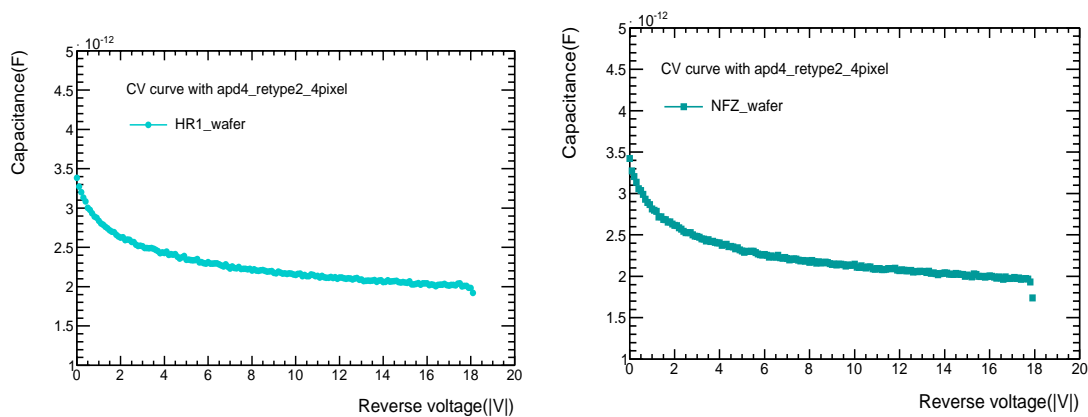 · 10⁻¹²
Capacitance(F)
5
4.5
4
3.5
3
2.5
2
1.5
1
CV curve with apd4_retype2_4pixel
HR1_wafer
0 2 4 6 8 10 12 14 16 18 20
Reverse voltage(|V|)
· 10⁻¹²
Capacitance(F)
5
4.5
4
3.5
3
2.5
2
1.5
1
CV curve with apd4_retype2_4pixel
NFZ_wafer
0 2 4 6 8 10 12 14 16 18 20
Reverse voltage(|V|)